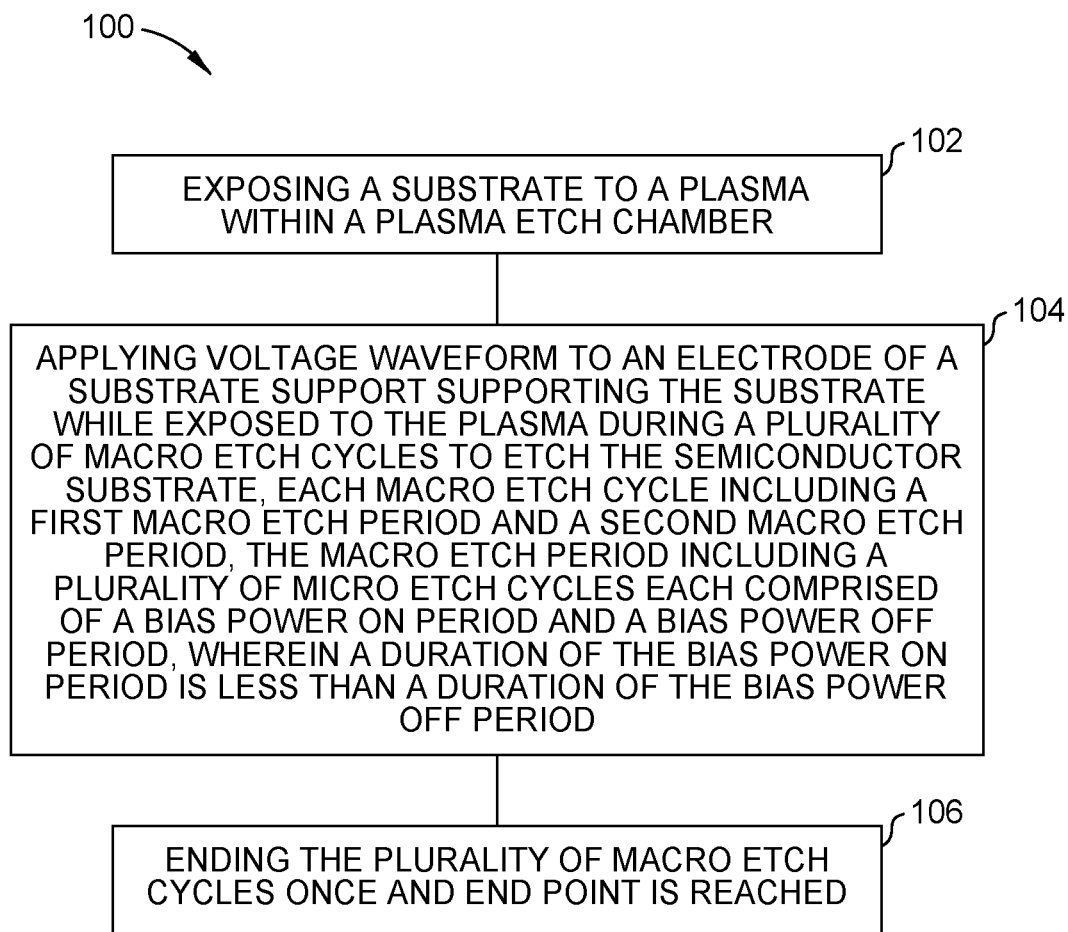 100
102
EXPOSING A SUBSTRATE TO A PLASMA
WITHIN A PLASMA ETCH CHAMBER
104
APPLYING VOLTAGE WAVEFORM TO AN ELECTRODE OF A
SUBSTRATE SUPPORT SUPPORTING THE SUBSTRATE
WHILE EXPOSED TO THE PLASMA DURING A PLURALITY
OF MACRO ETCH CYCLES TO ETCH THE SEMICONDUCTOR
SUBSTRATE, EACH MACRO ETCH CYCLE INCLUDING A
FIRST MACRO ETCH PERIOD AND A SECOND MACRO ETCH
PERIOD, THE MACRO ETCH PERIOD INCLUDING A
PLURALITY OF MICRO ETCH CYCLES EACH COMPRISED
OF A BIAS POWER ON PERIOD AND A BIAS POWER OFF
PERIOD, WHEREIN A DURATION OF THE BIAS POWER ON
PERIOD IS LESS THAN A DURATION OF THE BIAS POWER
OFF PERIOD
106
ENDING THE PLURALITY OF MACRO ETCH
CYCLES ONCE AND END POINT IS REACHED